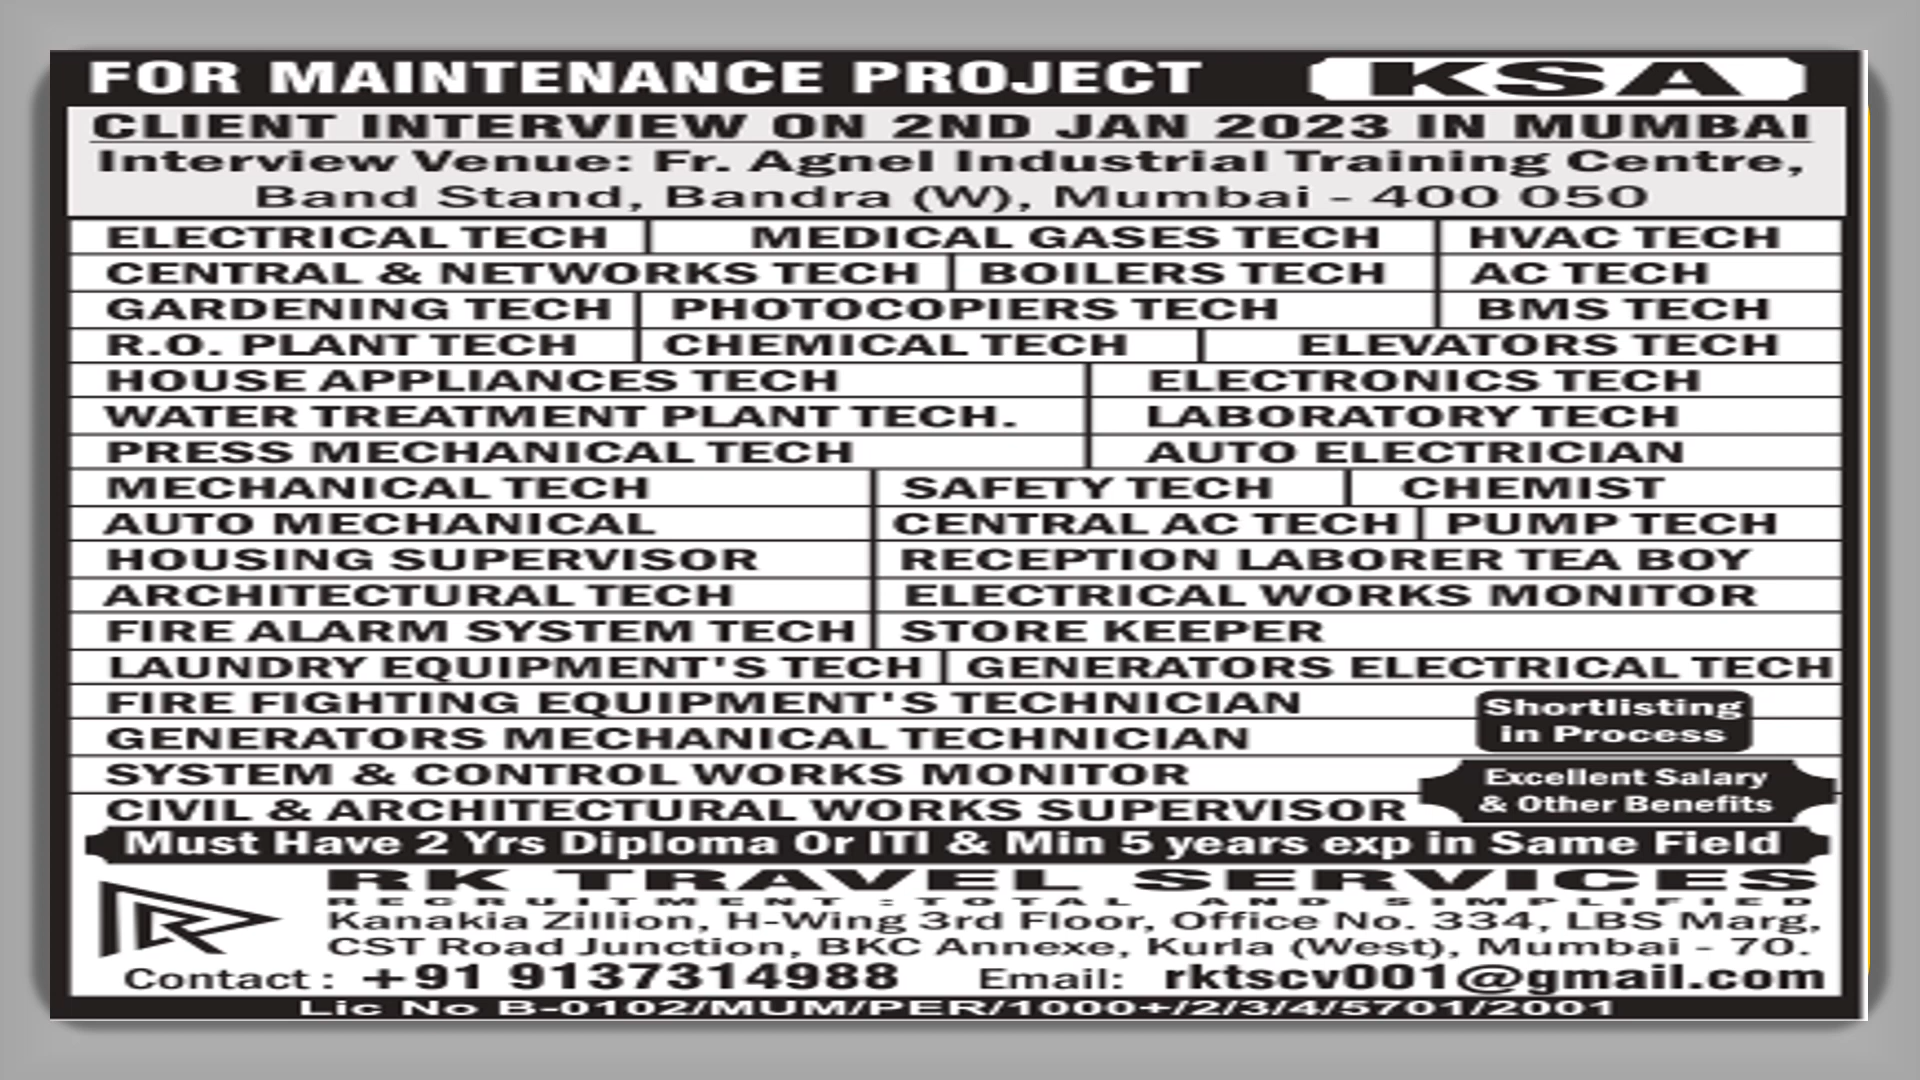 FOR MAINTENANCE PROJECT KSA
CLIENT INTERVIEW ON 2ND JAN 2023 IN MUMBAI
Interview Venue: Fr. Agnel Industrial Training Centre,
Band Stand, Bandra (W), Mumbai - 400 050
ELECTRICAL TECH MEDICAL GASES TECH HVAC TECH
CENTRAL & NETWORKS TECH BOILERS TECH AC TECH
GARDENING TECH PHOTOCOPIERS TECH BMS TECH
R.O. PLANT TECH CHEMICAL TECH ELEVATORS TECH
HOUSE APPLIANCES TECH ELECTRONICS TECH
WATER TREATMENT PLANT TECH. LABORATORY TECH
PRESS MECHANICAL TECH AUTO ELECTRICIAN
MECHANICAL TECH SAFETY TECH CHEMIST
AUTO MECHANICAL CENTRAL AC TECH PUMP TECH
HOUSING SUPERVISOR RECEPTION LABORER TEA BOY
ARCHITECTURAL TECH ELECTRICAL WORKS MONITOR
FIRE ALARM SYSTEM TECH STORE KEEPER
LAUNDRY EQUIPMENT'S TECH GENERATORS ELECTRICAL TECH
FIRE FIGHTING EQUIPMENT'S TECHNICIAN
GENERATORS MECHANICAL TECHNICIAN
SYSTEM & CONTROL WORKS MONITOR
CIVIL & ARCHITECTURAL WORKS SUPERVISOR
Shortlisting
in Process
Excellent Salary
& Other Benefits
Must Have 2 Yrs Diploma Or ITI & Min 5 years exp in Same Field
RK TRAVEL SERVICES
RECRUITMENT : TOTAL AND SIMPLIFIED
Kanakia Zillion, H-Wing 3rd Floor, Office No. 334, LBS Marg,
CST Road Junction, BKC Annexe, Kurla (West), Mumbai - 70.
Contact : +91 9137314988 Email: rktscv001@gmail.com
Lic No B-0102/MUM/PER/1000+/2/3/4/5701/2001